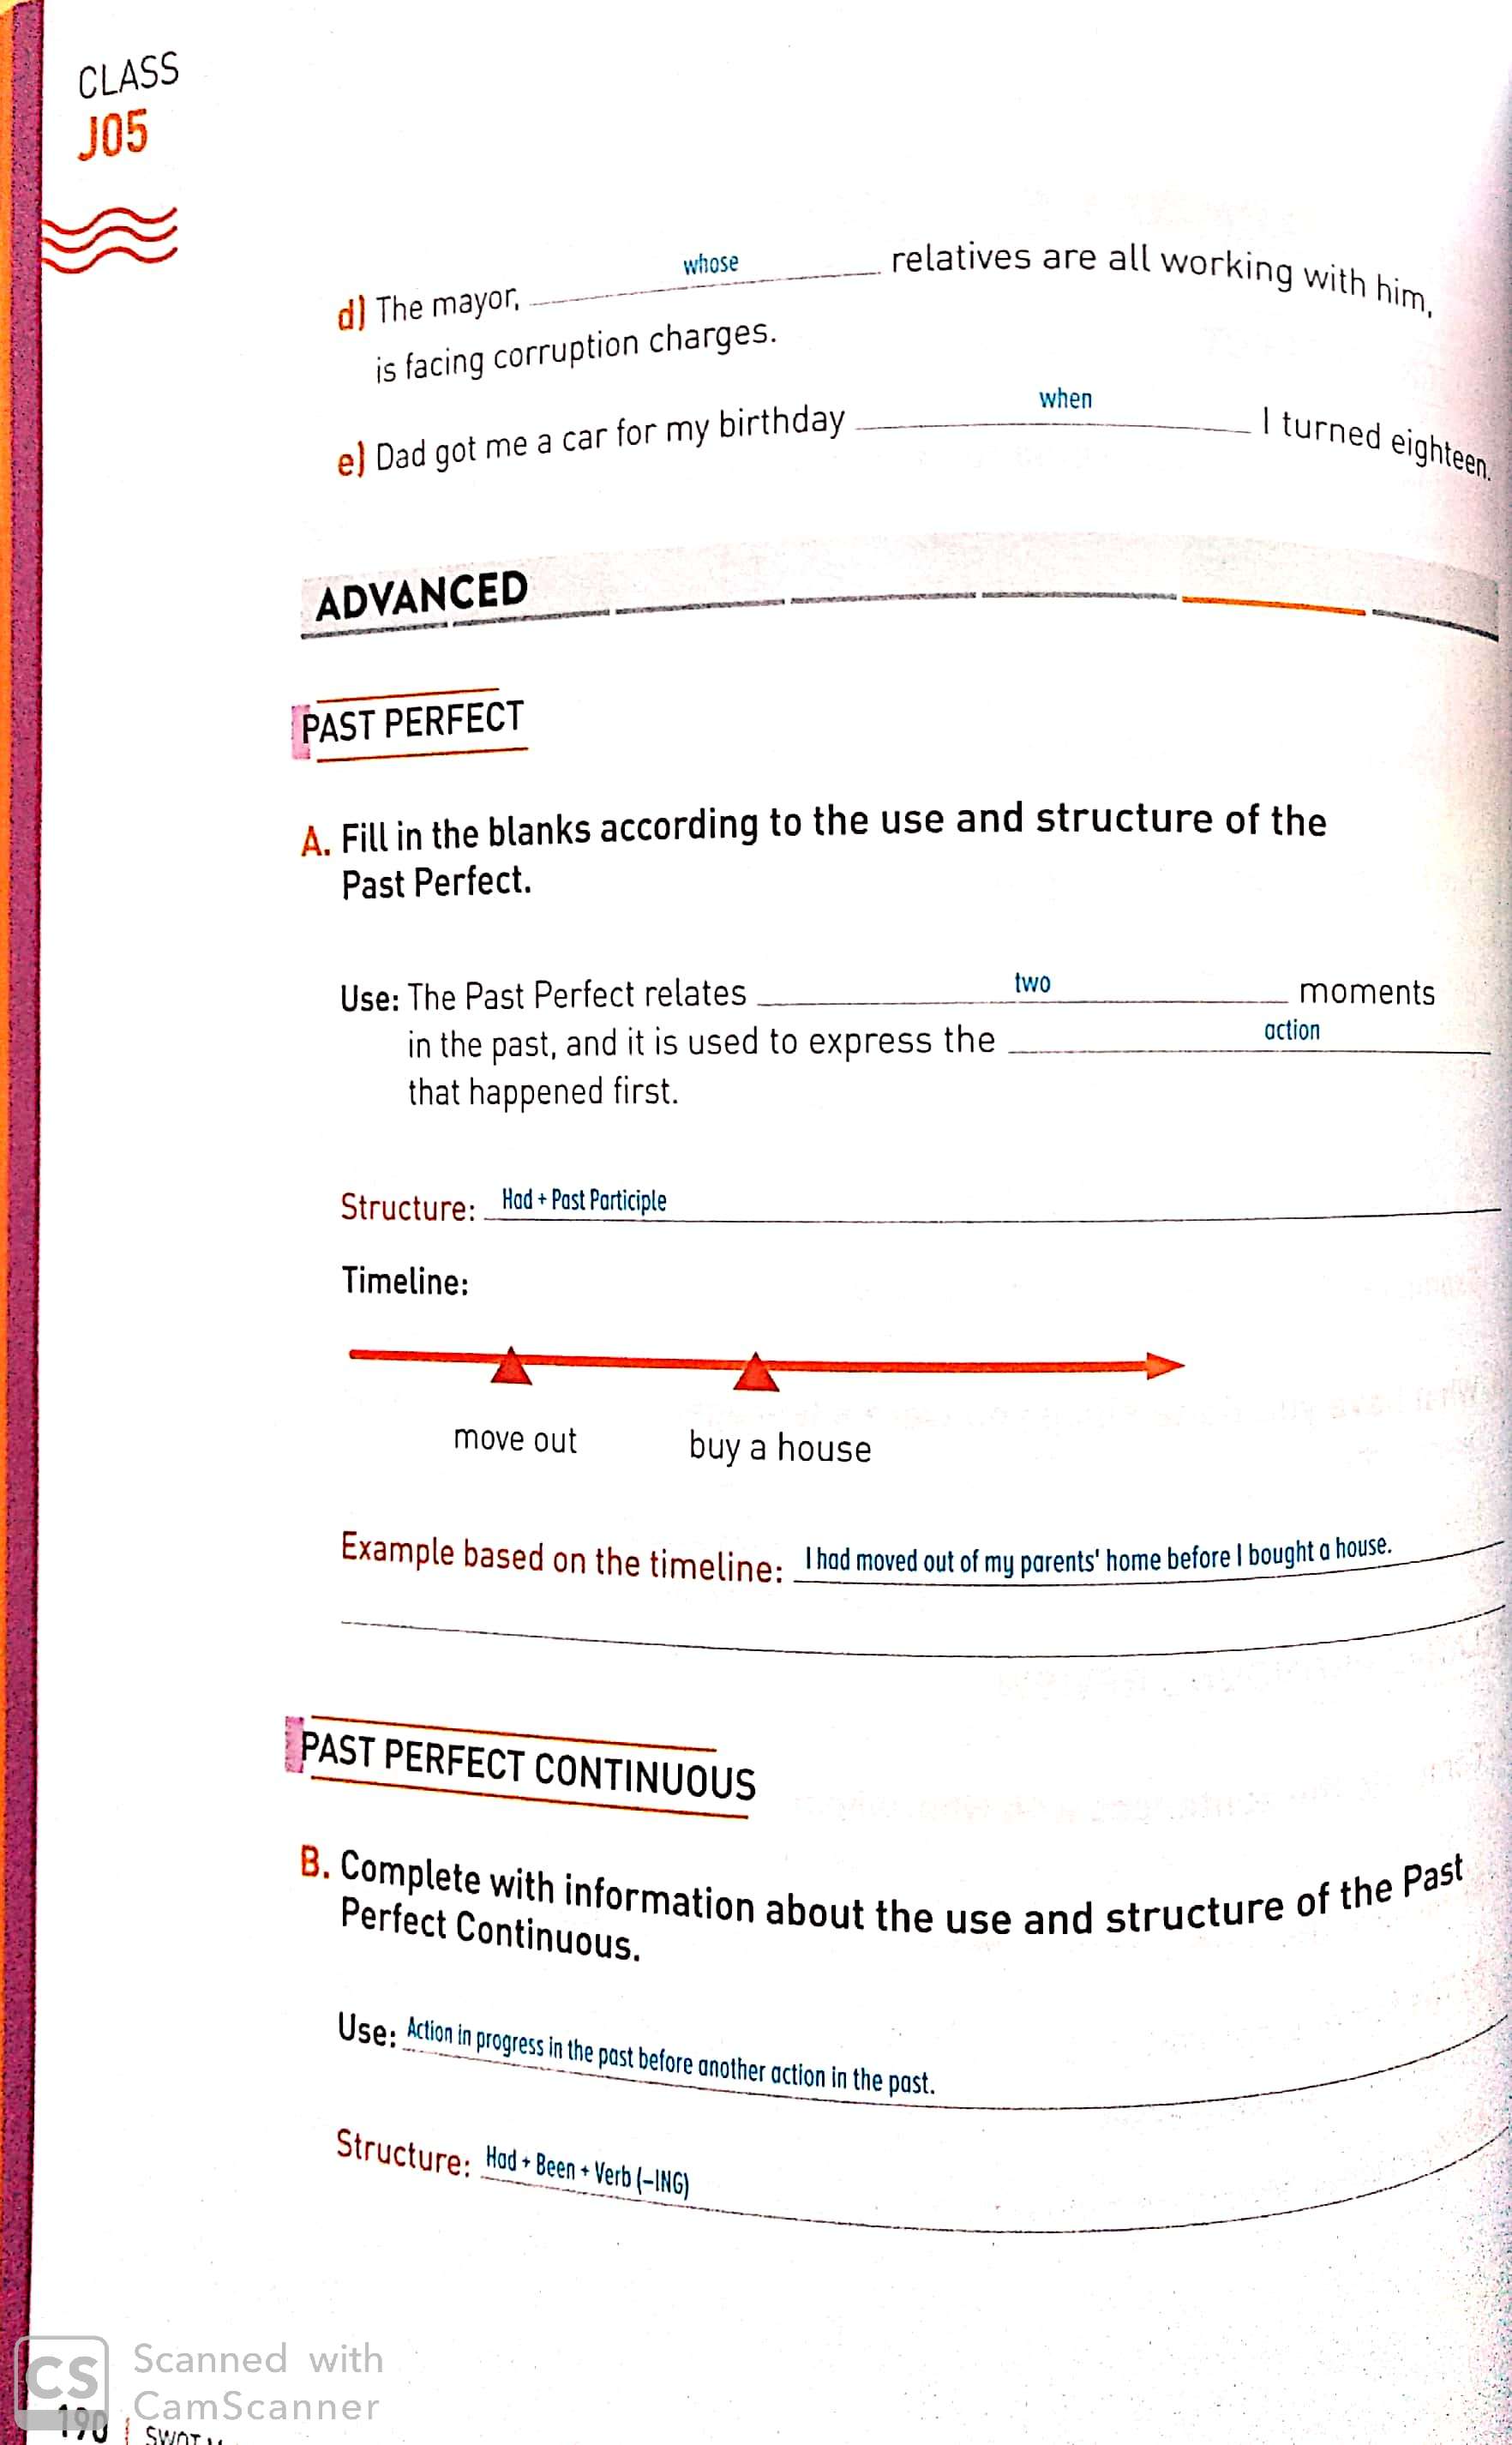 CLASS
J05
d) The mayor, whose relatives are all working with him,
is facing corruption charges.
e) Dad got me a car for my birthday when I turned eighteen.
ADVANCED
PAST PERFECT
A. Fill in the blanks according to the use and structure of the
Past Perfect.
Use: The Past Perfect relates two moments
in the past, and it is used to express the action
that happened first.
Structure: Had + Past Participle
Timeline:
move out buy a house
Example based on the timeline: I had moved out of my parents' home before I bought a house.
PAST PERFECT CONTINUOUS
B. Complete with information about the use and structure of the Past
Perfect Continuous.
Use: Action in progress in the past before another action in the past.
Structure: Had + Been + Verb (-ING)
CS Scanned with
CamScanner
190